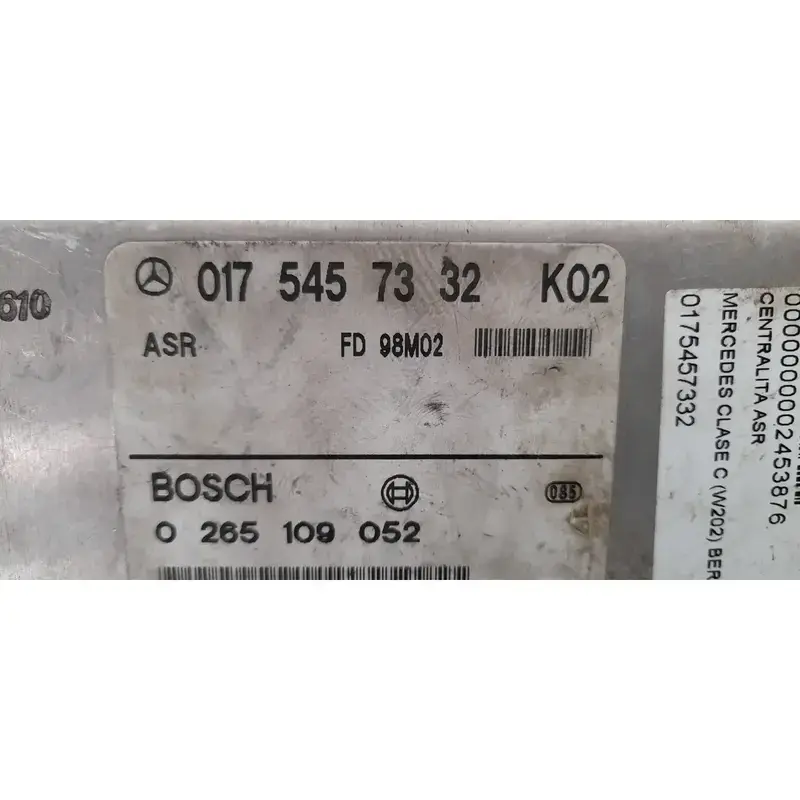 017 545 73 32 K02
ASR FD 98M02
BOSCH 085
0 265 109 052
610
0000000002453876
CENTRALITA ASR
MERCEDES CLASE C (W202) BER
0175457332